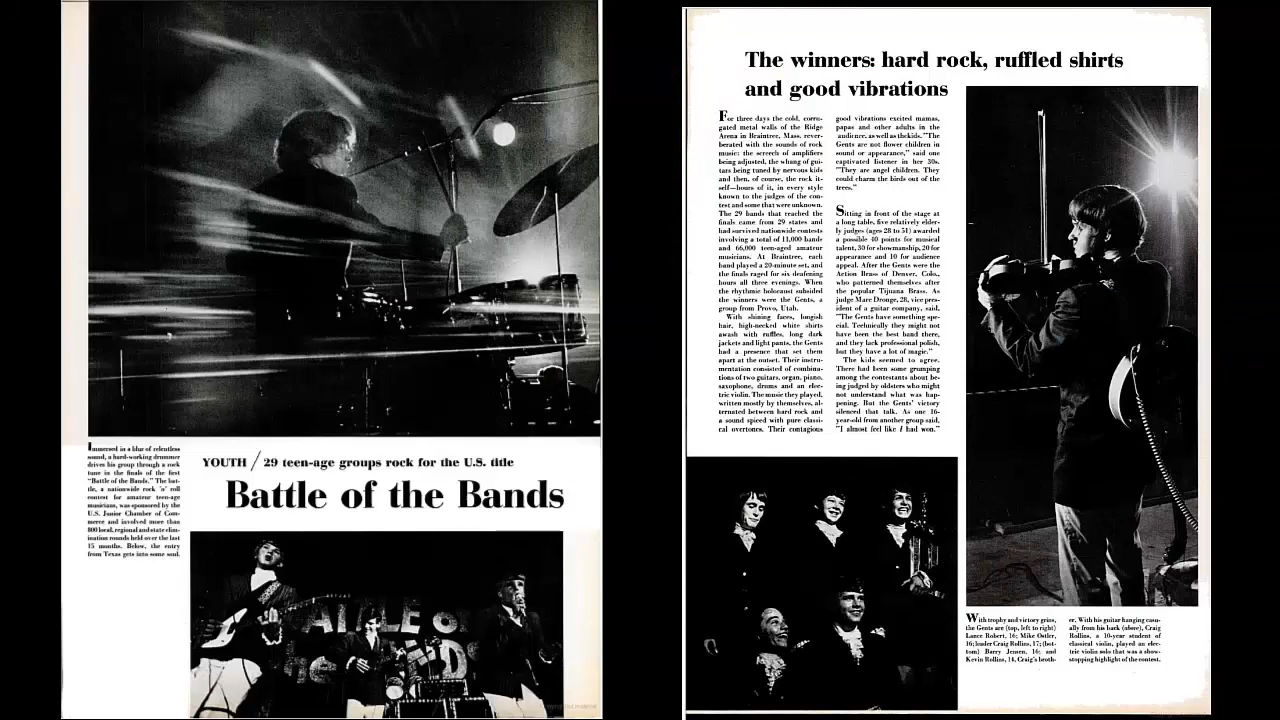 Immersed in a blur of relentless
sound, a hard-working drummer
drives his group through a rock
tune in the finals of the first
"Battle of the Bands." The bat-
tle, a nationwide rock 'n' roll
contest for amateur teen-age
musicians, was sponsored by the
U.S. Junior Chamber of Com-
merce and involved more than
800 local, regional and state elim-
ination rounds held over the last
15 months. Below, the entry
from Texas gets into some soul.
YOUTH / 29 teen-age groups rock for the U.S. title
Battle of the Bands
The winners: hard rock, ruffled shirts
and good vibrations
For three days the cold, corru-
gated metal walls of the Ridge
Arena in Braintree, Mass. rever-
berated with the sounds of rock
music: the screech of amplifiers
being adjusted, the whang of gui-
tars being tuned by nervous kids
and then, of course, the rock it-
self—hours of it, in every style
known to the judges of the con-
test and some that were unknown.
The 29 bands that reached the
finals came from 29 states and
had survived nationwide contests
involving a total of 11,000 bands
and 66,000 teen-aged amateur
musicians. At Braintree, each
band played a 20-minute set, and
the finals raged for six deafening
hours all three evenings. When
the rhythmic holocaust subsided
the winners were the Gents, a
group from Provo, Utah.
With shining faces, longish
hair, high-necked white shirts
awash with ruffles, long dark
jackets and light pants, the Gents
had a presence that set them
apart at the outset. Their instru-
mentation consisted of combina-
tions of two guitars, organ, piano,
saxophone, drums and an elec-
tric violin. The music they played,
written mostly by themselves, al-
ternated between hard rock and
a sound spiced with pure classi-
cal overtones. Their contagious
good vibrations excited mamas,
papas and other adults in the
audience, as well as the kids. "The
Gents are not flower children in
sound or appearance," said one
captivated listener in her 30s.
"They are angel children. They
could charm the birds out of the
trees."
Sitting in front of the stage at
a long table, five relatively elder-
ly judges (ages 28 to 51) awarded
a possible 40 points for musical
talent, 30 for showmanship, 20 for
appearance and 10 for audience
appeal. After the Gents were the
Action Brass of Denver, Colo.,
who patterned themselves after
the popular Tijuana Brass. As
judge Marc Dronge, 28, vice pres-
ident of a guitar company, said,
"The Gents have something spe-
cial. Technically they might not
have been the best band there,
and they lack professional polish,
but they have a lot of magic."
The kids seemed to agree.
There had been some grumping
among the contestants about be-
ing judged by oldsters who might
not understand what was hap-
pening. But the Gents' victory
silenced that talk. As one 16-
year-old from another group said,
"I almost feel like I had won."
With trophy and victory grins,
the Gents are (top, left to right)
Lance Robert, 16; Mike Ostler,
16; leader Craig Rollins, 17; (bot-
tom) Barry Jensen, 16; and
Kevin Rollins, 14, Craig's broth-
er. With his guitar hanging casu-
ally from his back (above), Craig
Rollins, a 10-year student of
classical violin, played an elec-
tric violin solo that was a show-
stopping highlight of the contest.